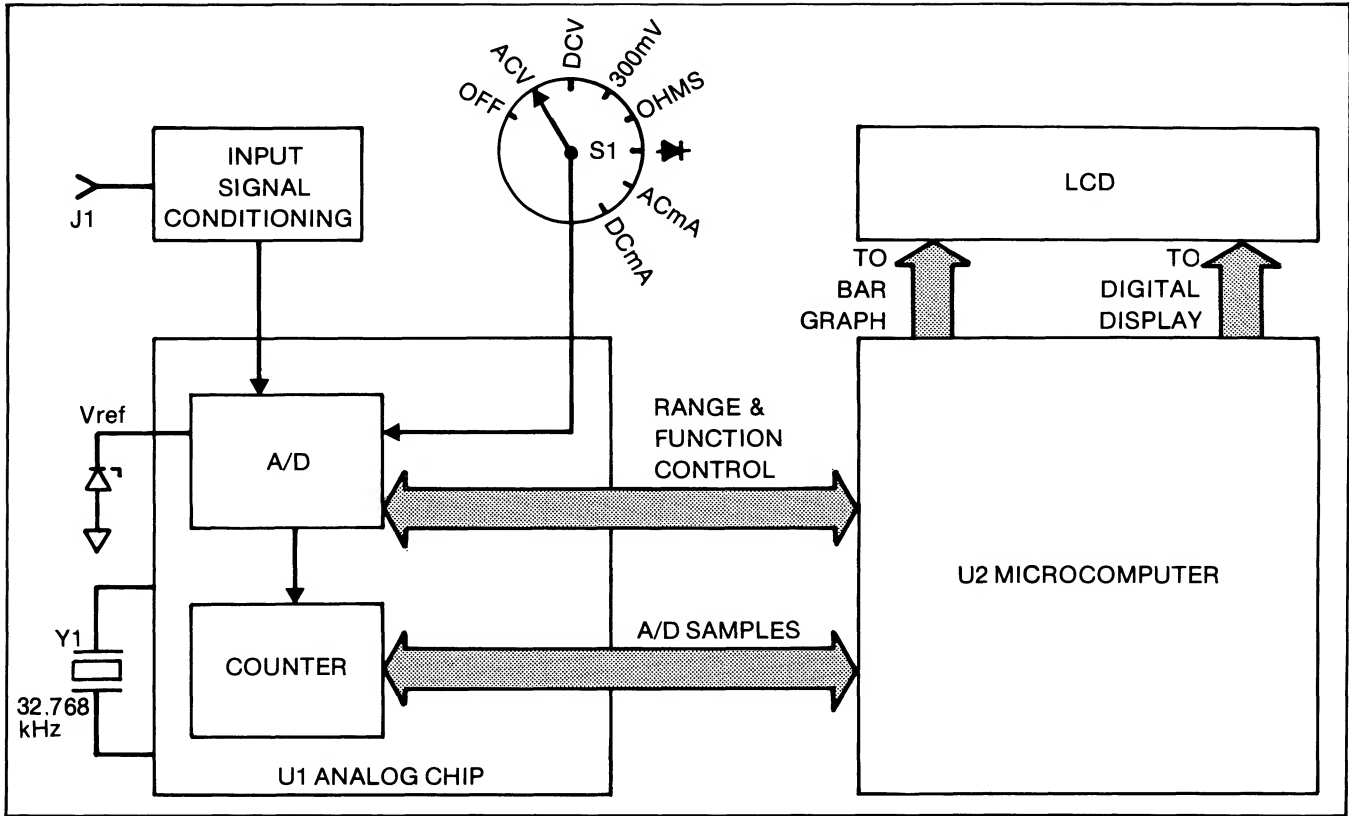 OFF
ACV
DCV
300mV
OHMS
S1
ACmA
DCmA
INPUT
SIGNAL
CONDITIONING
J1
LCD
TO
BAR
GRAPH
TO
DIGITAL
DISPLAY
Vref
A/D
RANGE &
FUNCTION
CONTROL
U2 MICROCOMPUTER
Y1
32.768
kHz
COUNTER
A/D SAMPLES
U1 ANALOG CHIP